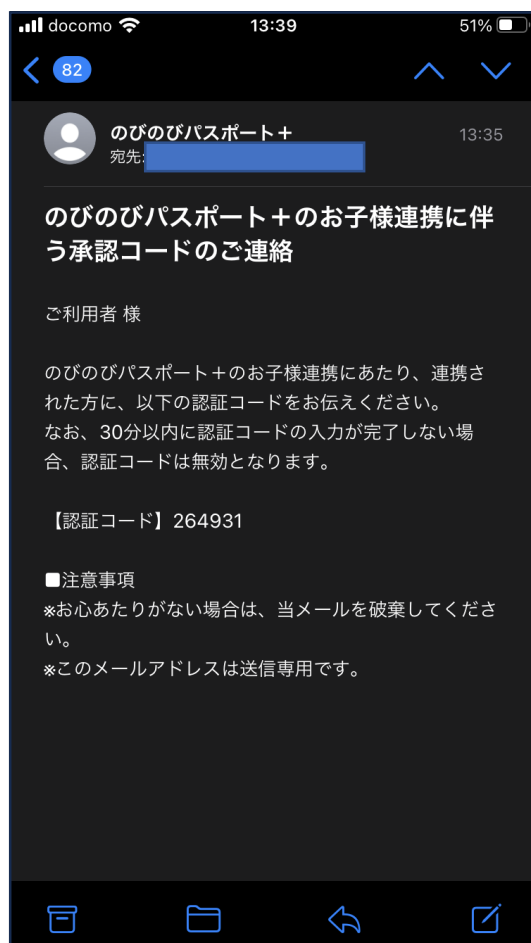 docomo 13:39 51%
82
のびのびパスポート＋ 13:35
宛先:
のびのびパスポート＋のお子様連携に伴
う承認コードのご連絡
ご利用者 様
のびのびパスポート＋のお子様連携にあたり、連携さ
れた方に、以下の認証コードをお伝えください。
なお、30分以内に認証コードの入力が完了しない場
合、認証コードは無効となります。
【認証コード】264931
■注意事項
※お心あたりがない場合は、当メールを破棄してくださ
い。
※このメールアドレスは送信専用です。